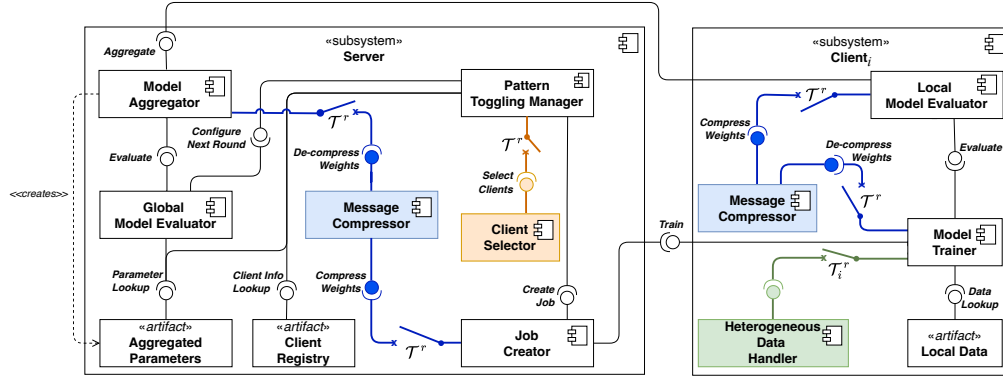 Aggregate
«subsystem»
Server
«subsystem»
Client_i
Model
Aggregator
Pattern
Toggling Manager
Local
Model Evaluator
𝒯^r
Configure
Next Round
𝒯^r
Compress
Weights
De-compress
Weights
𝒯^r
De-compress
Weights
Evaluate
Evaluate
<<creates>>
Select
Clients
𝒯^r
Global
Model Evaluator
Message
Compressor
Client
Selector
Message
Compressor
Train
Model
Trainer
Parameter
Lookup
Client Info
Lookup
Compress
Weights
Create
Job
𝒯_i^r
Data
Lookup
«artifact»
Aggregated
Parameters
«artifact»
Client
Registry
𝒯^r
Job
Creator
Heterogeneous
Data
Handler
«artifact»
Local Data